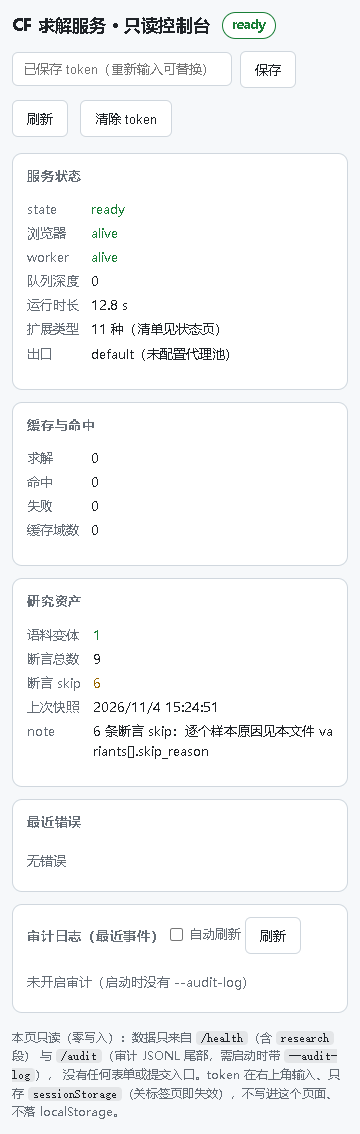 CF 求解服务 · 只读控制台 ready
已保存 token（重新输入可替换） 保存
刷新 清除 token
服务状态
state ready
浏览器 alive
worker alive
队列深度 0
运行时长 12.8 s
扩展类型 11 种（清单见状态页）
出口 default（未配置代理池）
缓存与命中
求解 0
命中 0
失败 0
缓存域数 0
研究资产
语料变体 1
断言总数 9
断言 skip 6
上次快照 2026/11/4 15:24:51
note 6 条断言 skip：逐个样本原因见本文件 va
riants[].skip_reason
最近错误
无错误
审计日志（最近事件） 自动刷新 刷新
未开启审计（启动时没有 --audit-log）
本页只读（零写入）：数据只来自 /health（含 research
段）与 /audit（审计 JSONL 尾部，需启动时带 --audit-
log），没有任何表单或提交入口。token 在右上角输入、只
存 sessionStorage（关标签页即失效），不写进这个页面、
不落 localStorage。